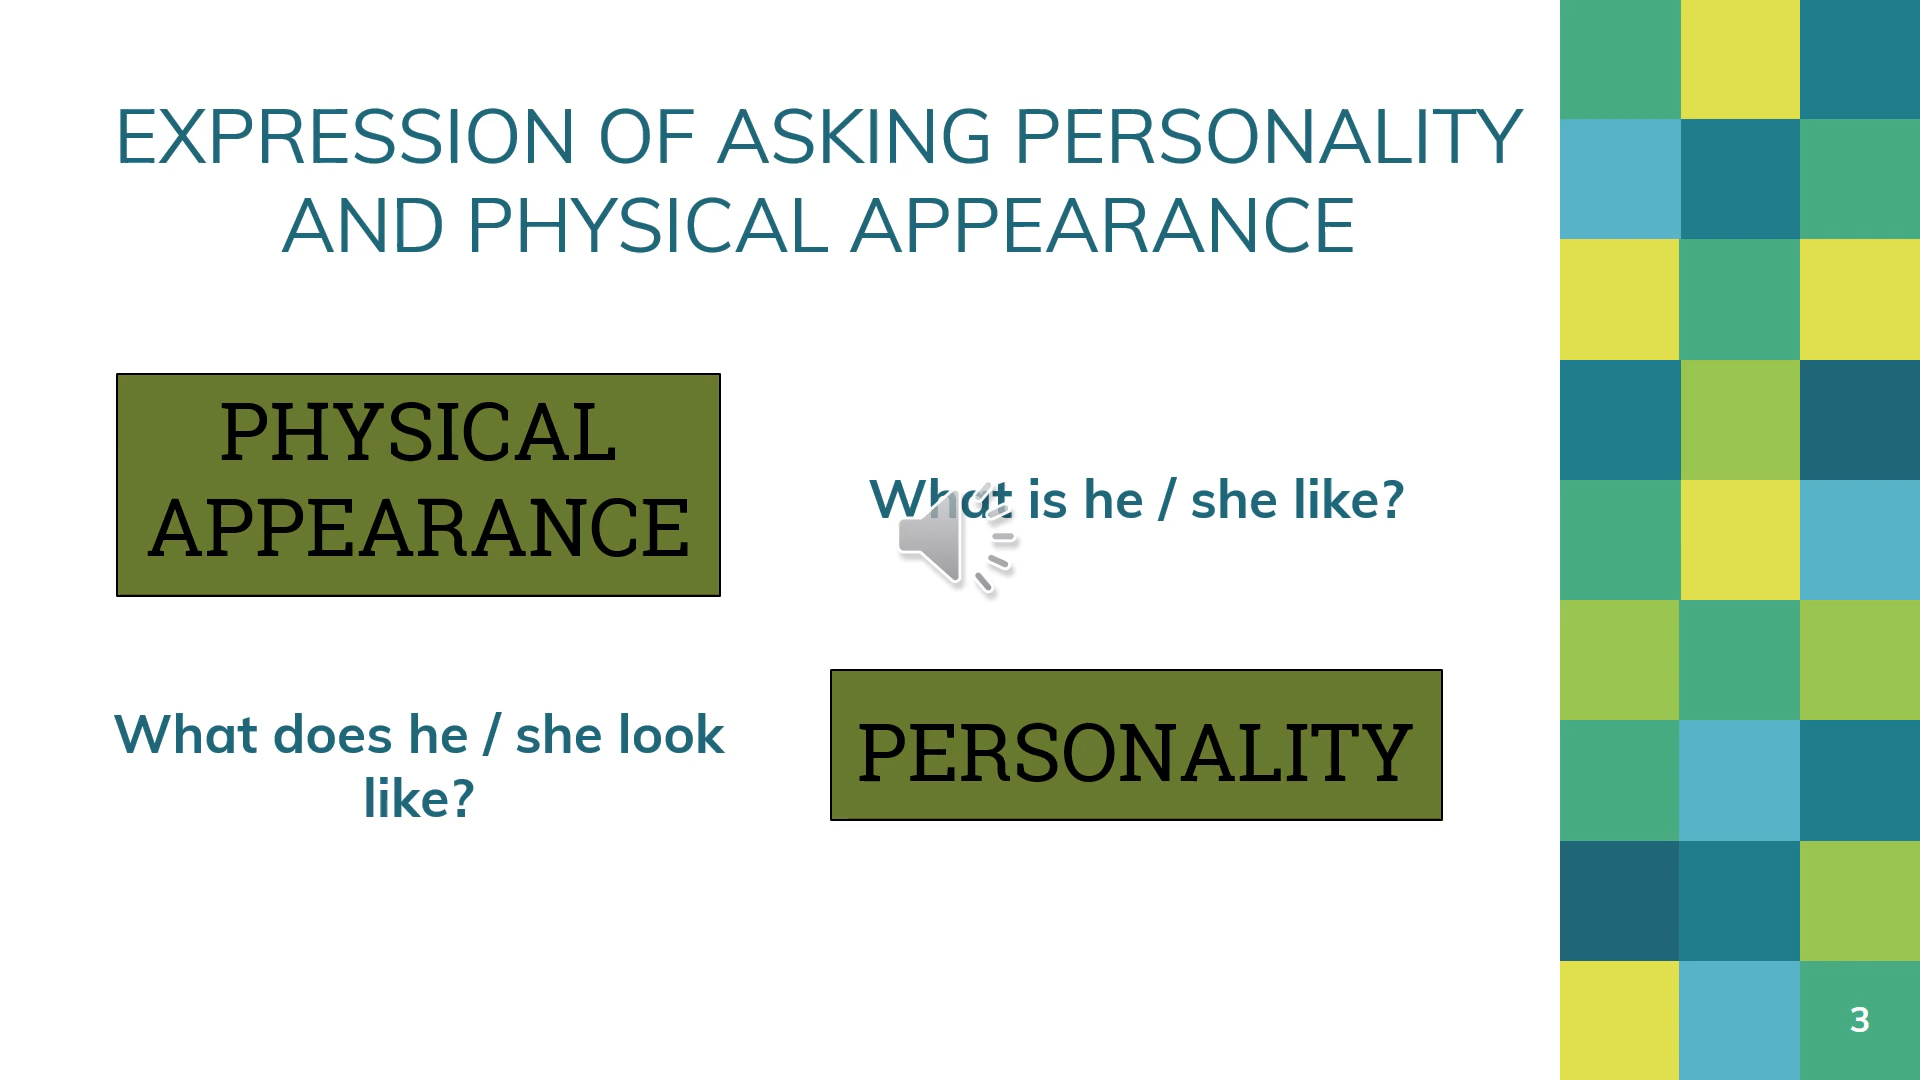 EXPRESSION OF ASKING PERSONALITY
AND PHYSICAL APPEARANCE
PHYSICAL
APPEARANCE
What does he / she look
like?
What is he / she like?
PERSONALITY
3